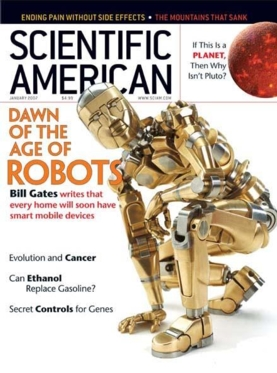 ENDING PAIN WITHOUT SIDE EFFECTS • THE MOUNTAINS THAT SANK
SCIENTIFIC
AMERICAN
If This Is a
PLANET,
Then Why
Isn't Pluto?
JANUARY 2007 $4.95 WWW.SCIAM.COM
DAWN
OF THE
AGE OF
ROBOTS
Bill Gates writes that
every home will soon have
smart mobile devices
Evolution and Cancer
Can Ethanol
Replace Gasoline?
Secret Controls for Genes